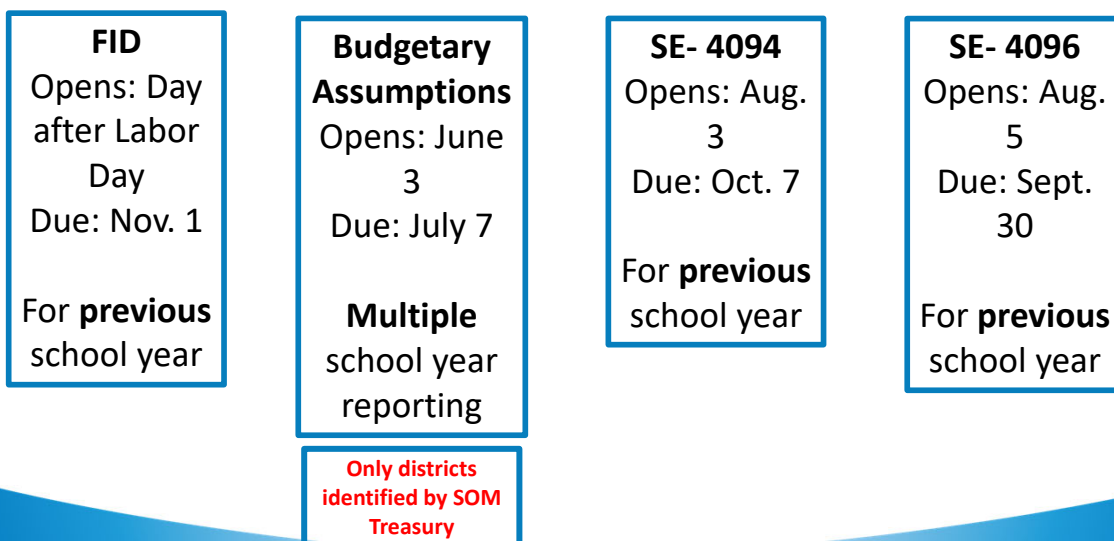 FID
Opens: Day
after Labor
Day
Due: Nov. 1
For previous
school year
Budgetary
Assumptions
Opens: June
3
Due: July 7
Multiple
school year
reporting
Only districts
identified by SOM
Treasury
SE- 4094
Opens: Aug.
3
Due: Oct. 7
For previous
school year
SE- 4096
Opens: Aug.
5
Due: Sept.
30
For previous
school year